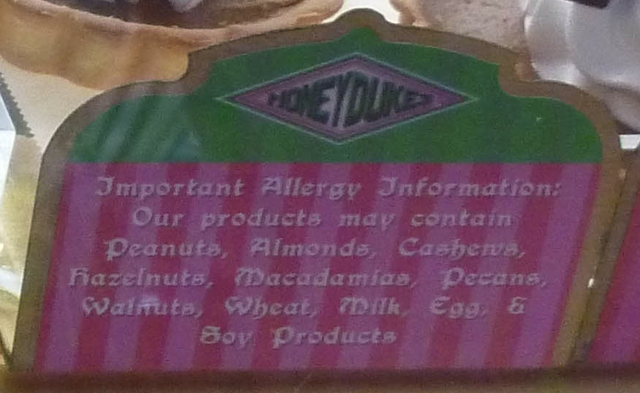 HONEYDUKES
Important Allergy Information:
Our products may contain
Peanuts, Almonds, Cashews,
Hazelnuts, Macadamias, Pecans,
Walnuts, Wheat, Milk, Egg, &
Soy Products